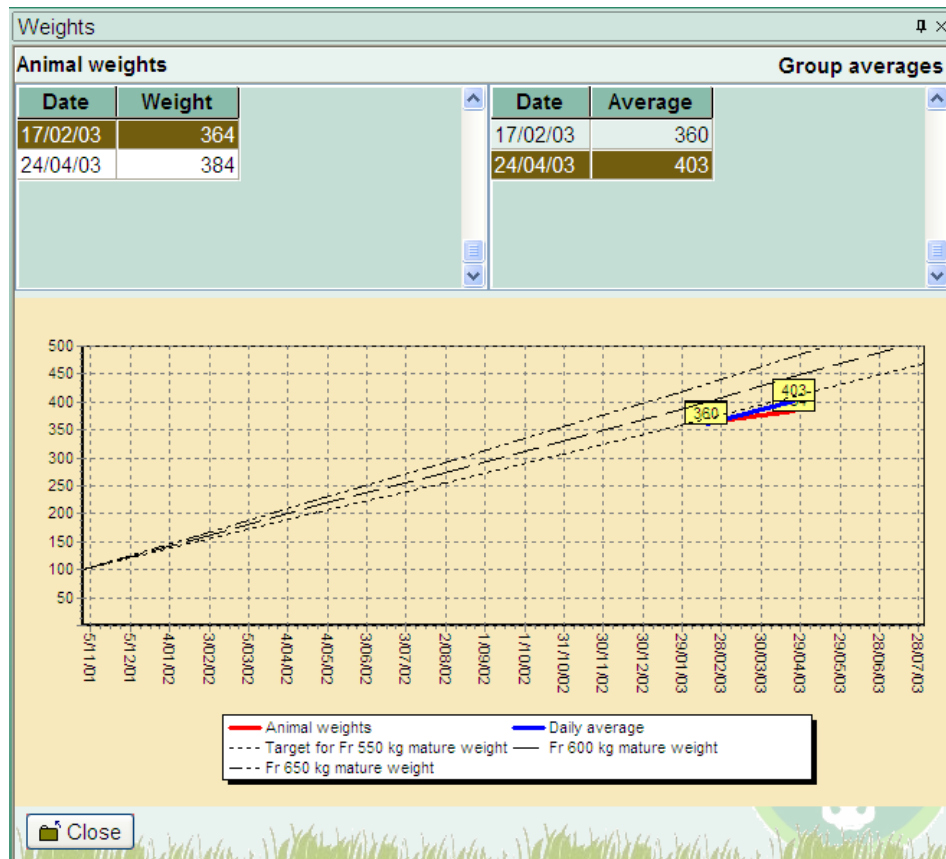 Weights
Animal weights Group averages
Date Weight Date Average
17/02/03 364 17/02/03 360
24/04/03 384 24/04/03 403
500
450
400
350
300
250
200
150
100
50
360
403
5/11/01 5/12/01 4/01/02 3/02/02 5/03/02 4/04/02 4/05/02 3/06/02 3/07/02 2/08/02 1/09/02 1/10/02 31/10/02 30/11/02 30/12/02 29/01/03 28/02/03 30/03/03 29/04/03 29/05/03 28/06/03 28/07/03
Animal weights Daily average
Target for Fr 550 kg mature weight Fr 600 kg mature weight
Fr 650 kg mature weight
Close